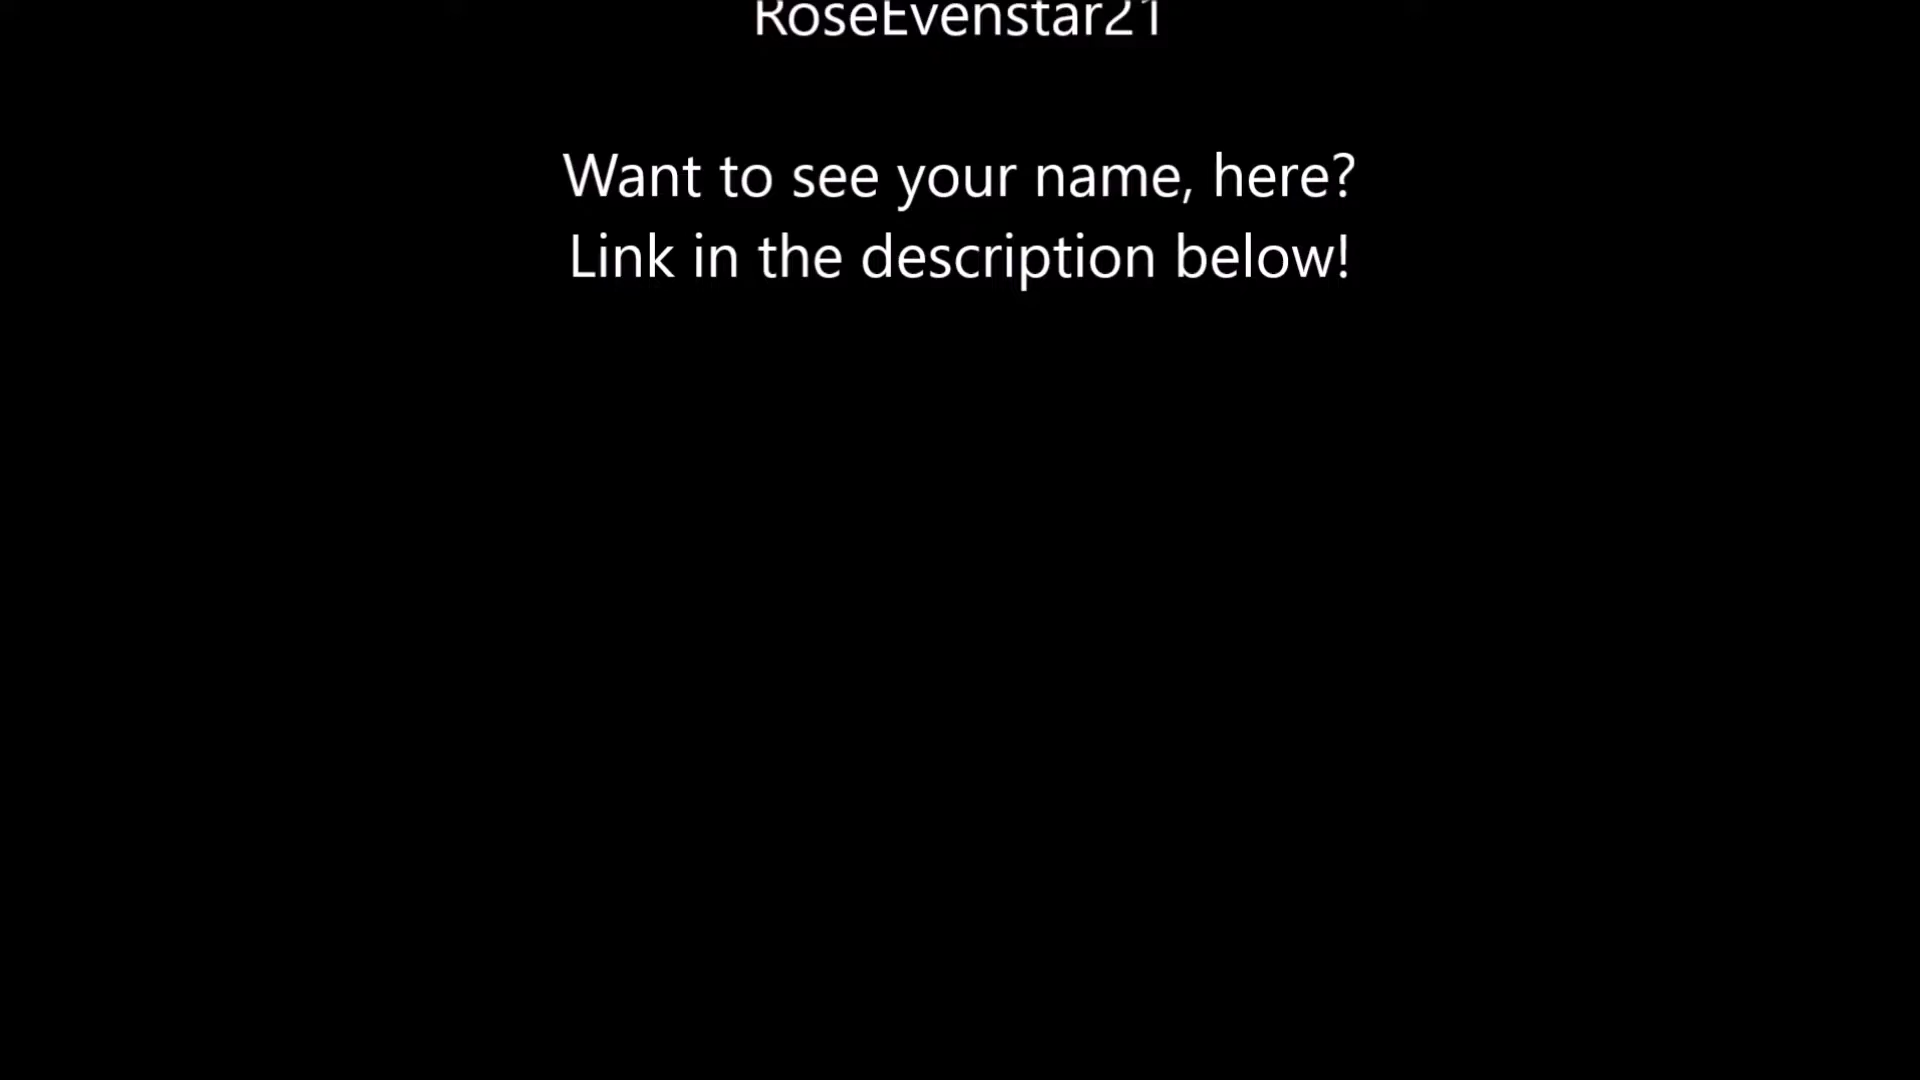 RoseEvenstar21
Want to see your name, here?
Link in the description below!